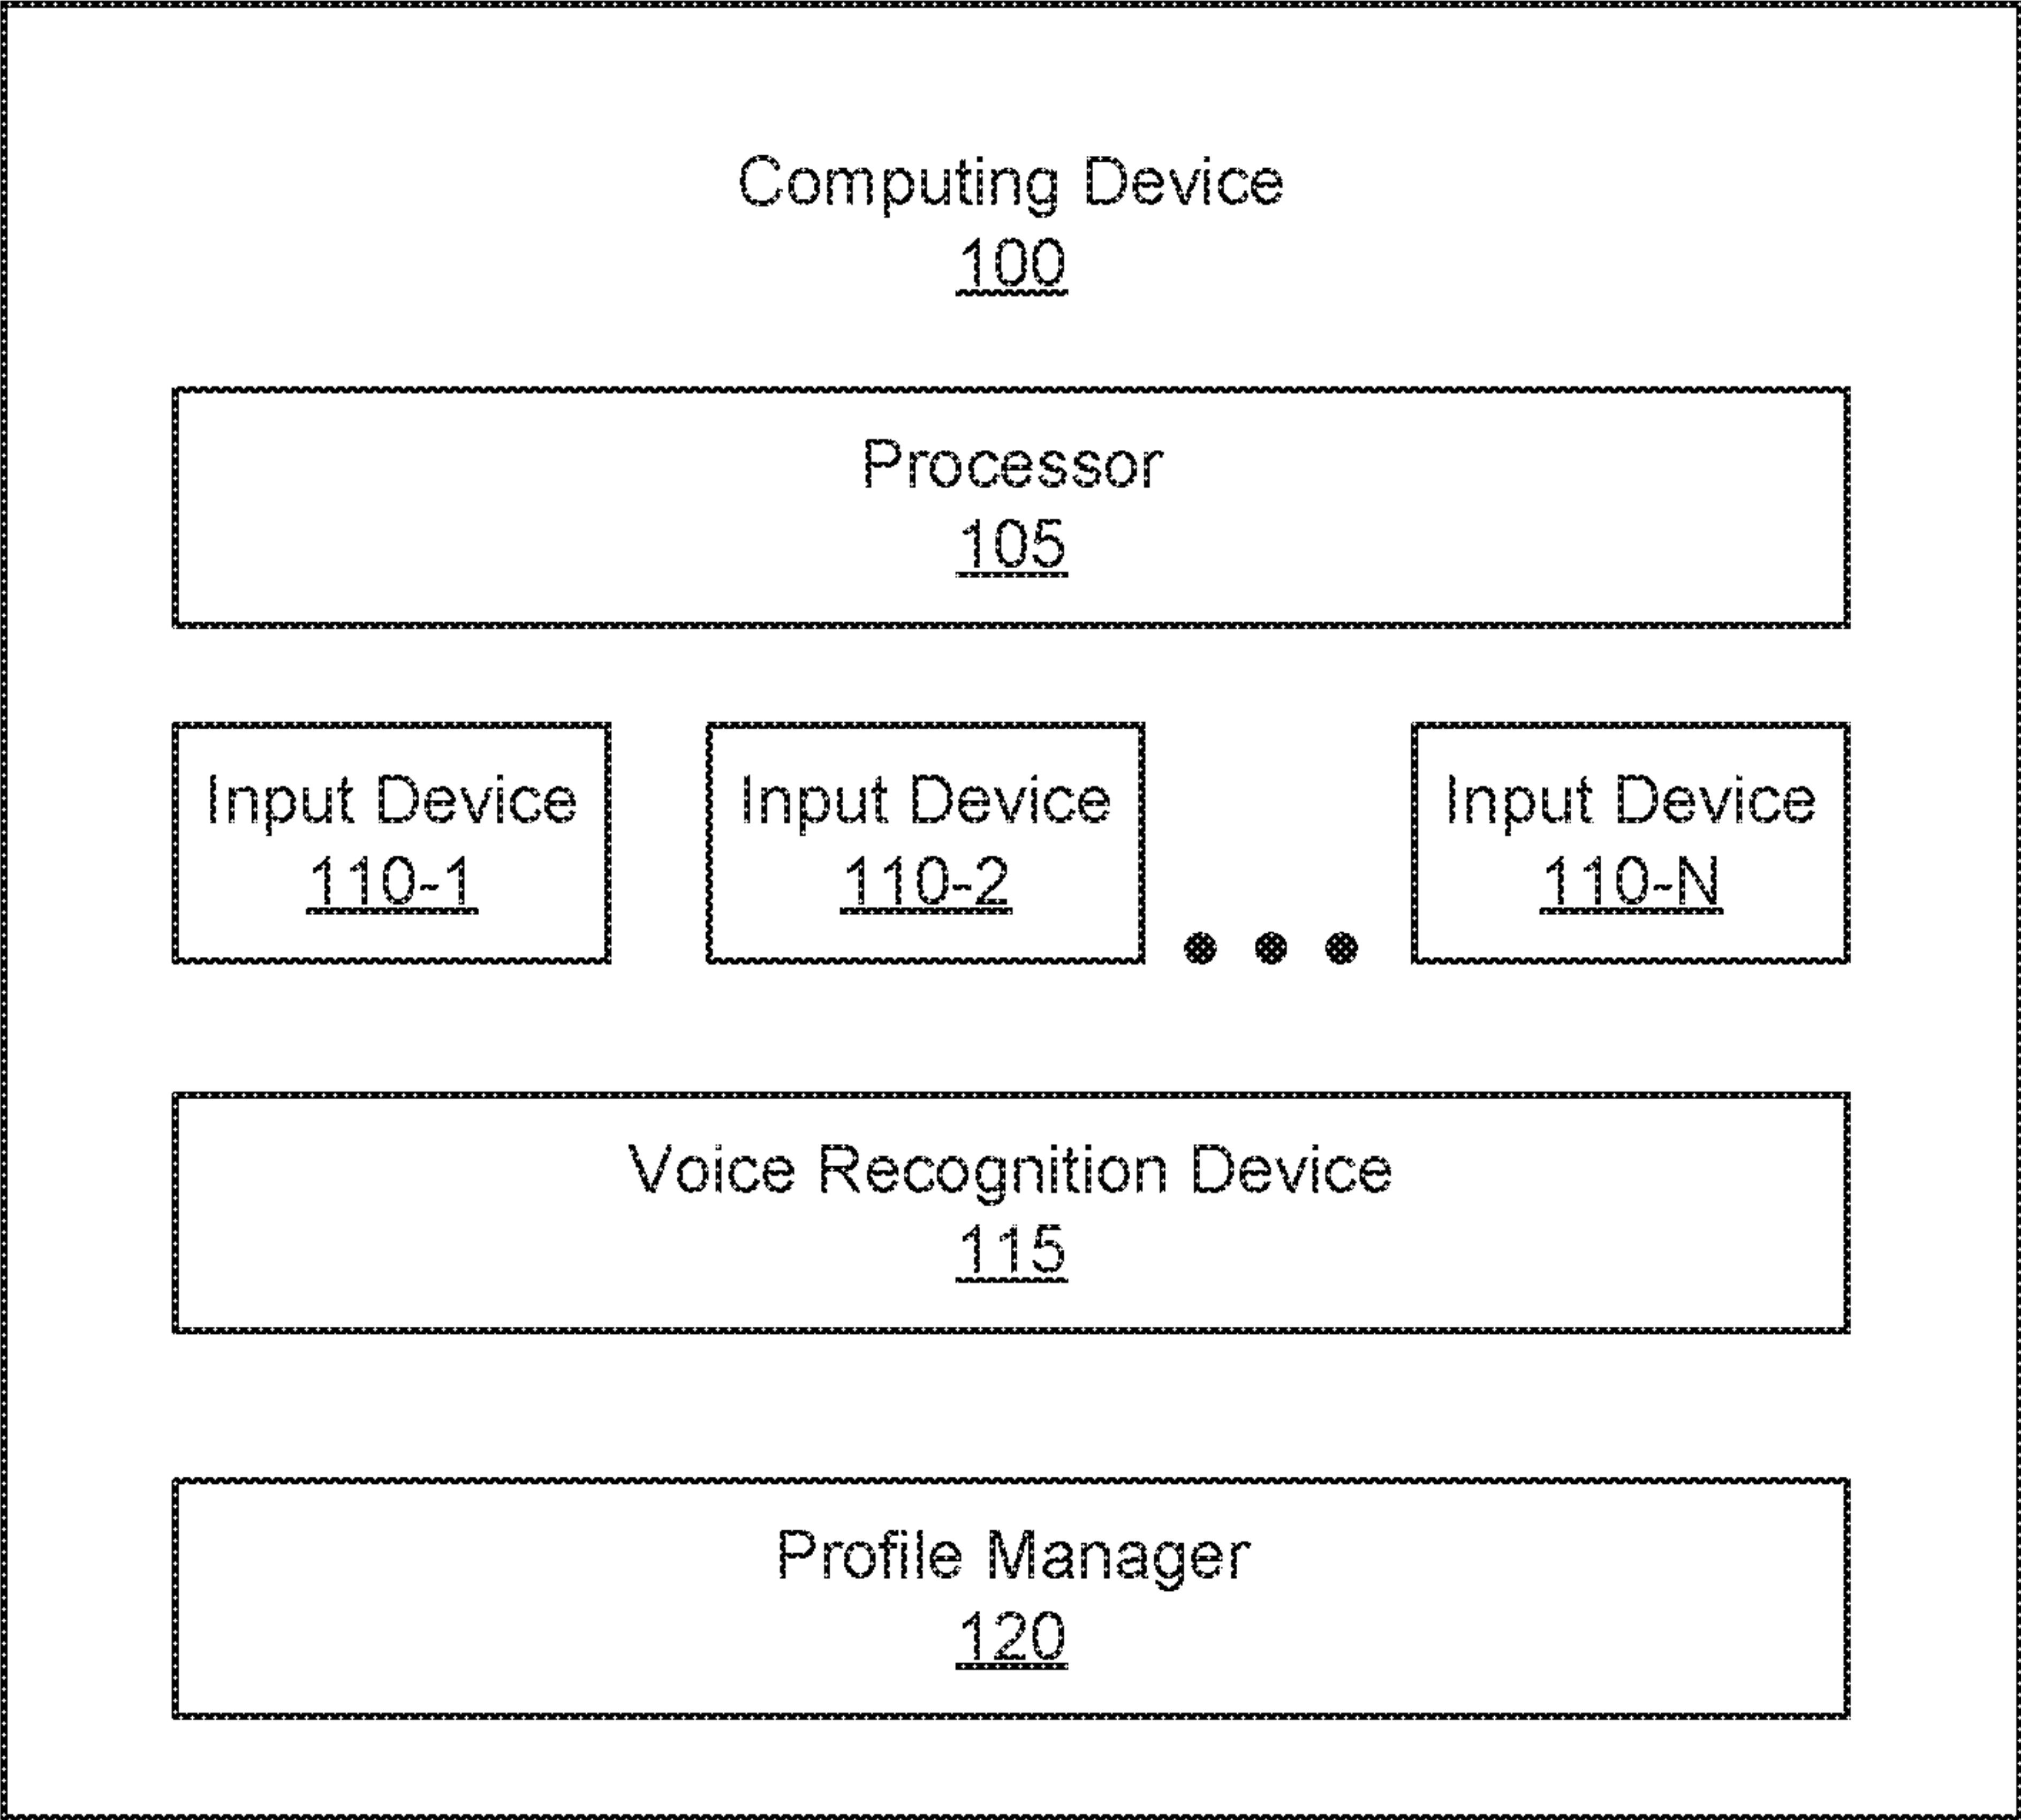 Computing Device
100
Processor
105
Input Device
110-1
Input Device
110-2
Input Device
110-N
Voice Recognition Device
115
Profile Manager
120